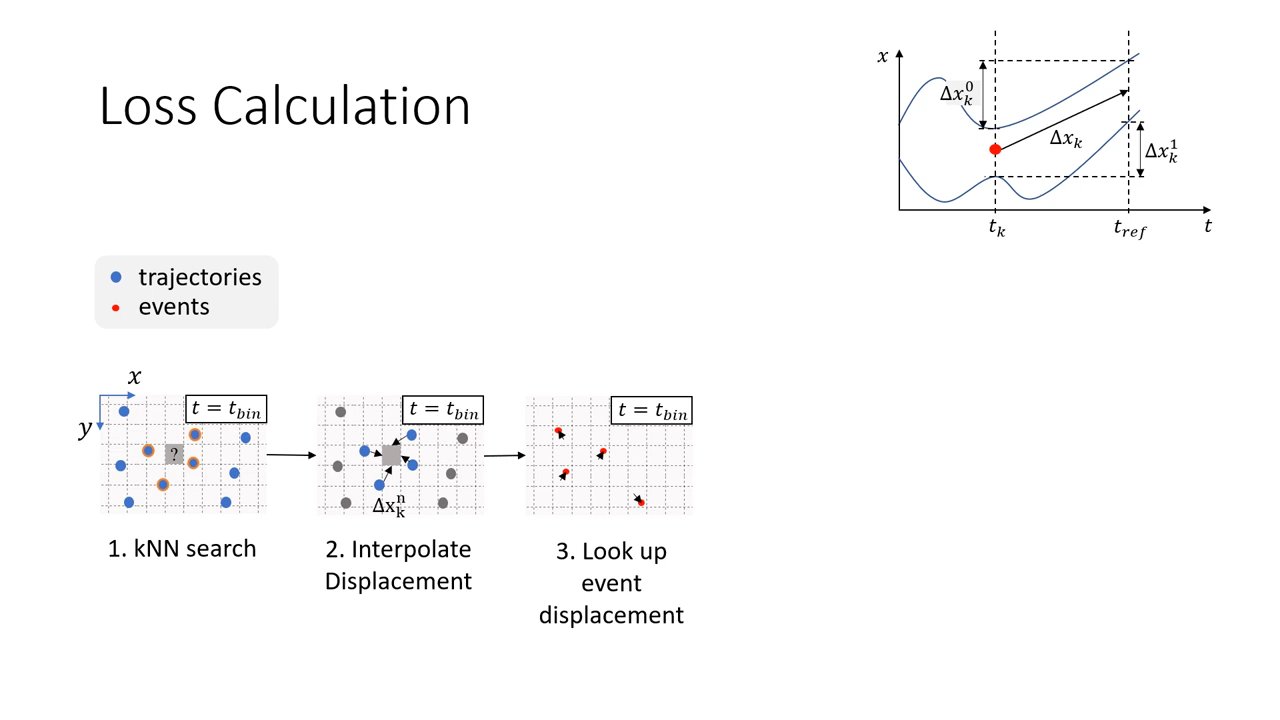 Loss Calculation
x
Δx_k^0
Δx_k
Δx_k^1
t_k
t_ref
t
trajectories
events
x
y
t = t_bin
?
t = t_bin
Δx_k^n
t = t_bin
1. kNN search
2. Interpolate
Displacement
3. Look up
event
displacement